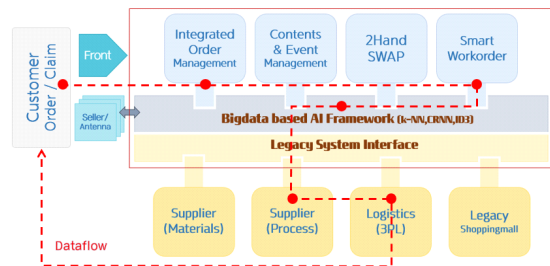 Customer
Order / Claim
Front
Seller/
Antenna
Integrated
Order
Management
Contents
& Event
Management
2Hand
SWAP
Smart
Workorder
Bigdata based AI Framework (k-NN,CRNN,ID3)
Legacy System Interface
Supplier
(Materials)
Supplier
(Process)
Logistics
(3PL)
Legacy
Shoppingmall
Dataflow